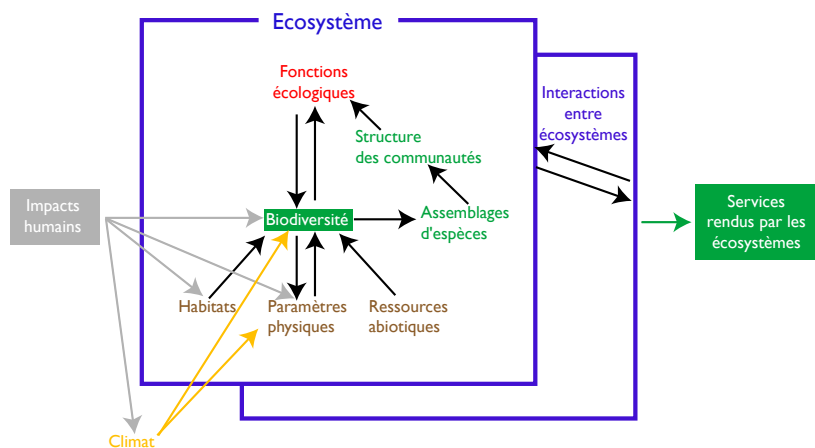 Ecosystème
Fonctions
écologiques
Interactions
entre
écosystèmes
Structure
des communautés
Impacts
humains
Biodiversité
Assemblages
d'espèces
Services
rendus par les
écosystèmes
Habitats
Paramètres
physiques
Ressources
abiotiques
Climat